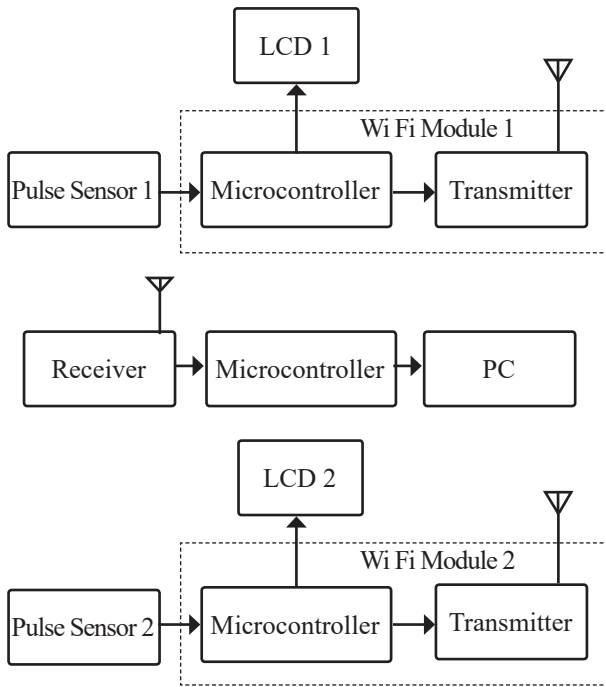 LCD 1
Wi Fi Module 1
Pulse Sensor 1
Microcontroller
Transmitter
Receiver
Microcontroller
PC
LCD 2
Wi Fi Module 2
Pulse Sensor 2
Microcontroller
Transmitter